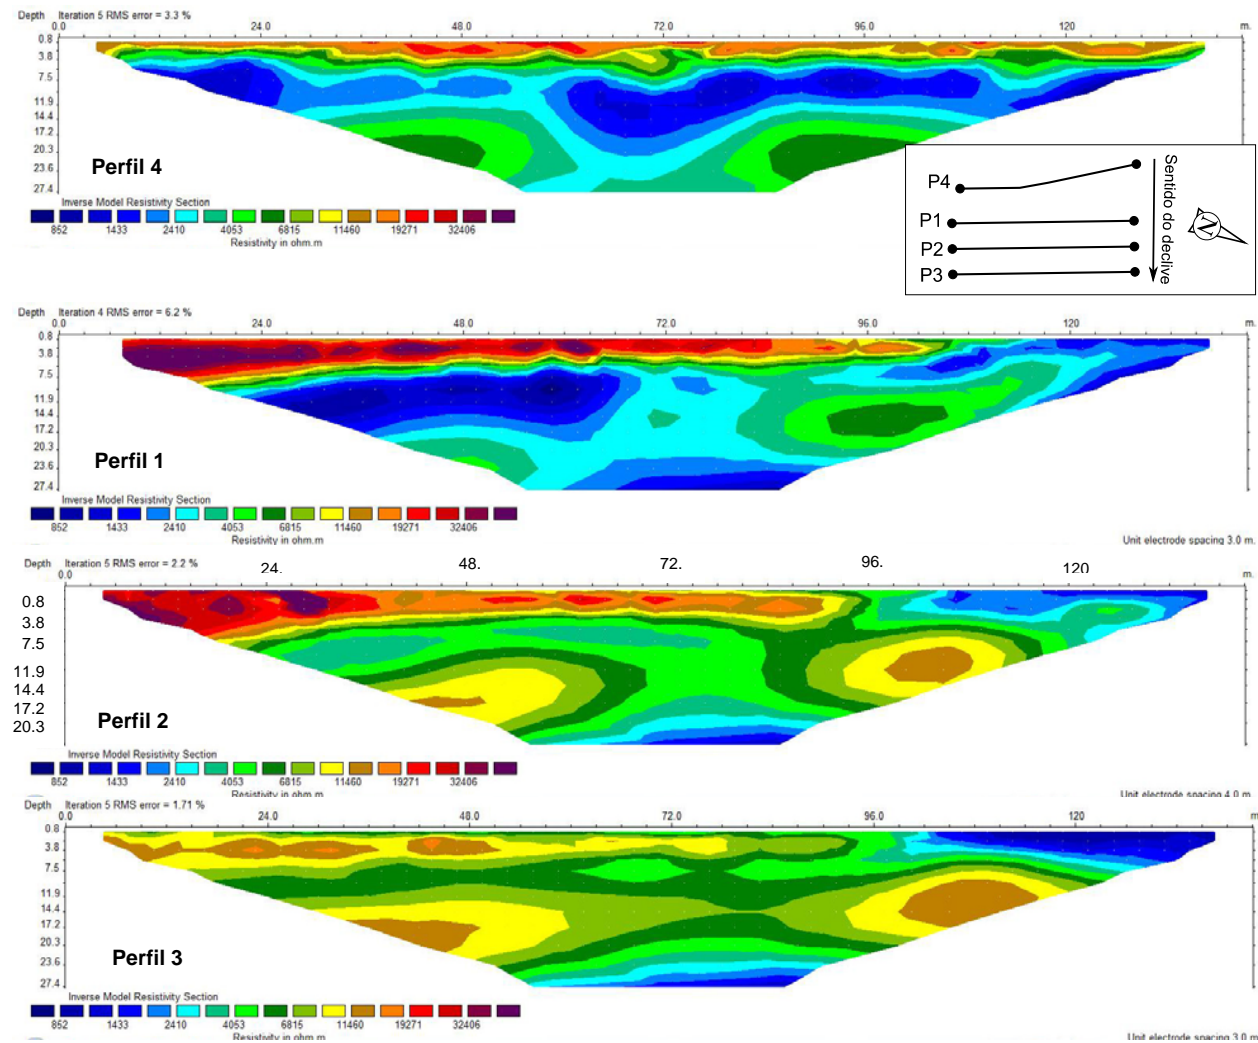 Depth Iteration 5 RMS error = 3.3 %
0.0 24.0 48.0 72.0 96.0 120 m.
0.8
3.8
7.5
11.9
14.4
17.2
20.3
23.6
27.4
Perfil 4
Inverse Model Resistivity Section
852 1433 2410 4053 6815 11460 19271 32406
Resistivity in ohm.m
P4
P1
P2
P3
Sentido do declive
N
Depth Iteration 4 RMS error = 6.2 %
0.0 24.0 48.0 72.0 96.0 120 m.
0.8
3.8
7.5
11.9
14.4
17.2
20.3
23.6
27.4
Perfil 1
Inverse Model Resistivity Section
852 1433 2410 4053 6815 11460 19271 32406
Resistivity in ohm.m
Unit electrode spacing 3.0 m.
Depth Iteration 5 RMS error = 2.2 %
0.0 24. 48. 72. 96. 120 m.
0.8
3.8
7.5
11.9
14.4
17.2
20.3
Perfil 2
Inverse Model Resistivity Section
852 1433 2410 4053 6815 11460 19271 32406
Resistivity in ohm.m
Unit electrode spacing 4.0 m.
Depth Iteration 5 RMS error = 1.71 %
0.0 24.0 48.0 72.0 96.0 120 m
0.8
3.8
7.5
11.9
14.4
17.2
20.3
23.6
27.4
Perfil 3
Inverse Model Resistivity Section
852 1433 2410 4053 6815 11460 19271 32406
Resistivity in ohm.m
Unit electrode spacing 3.0 m